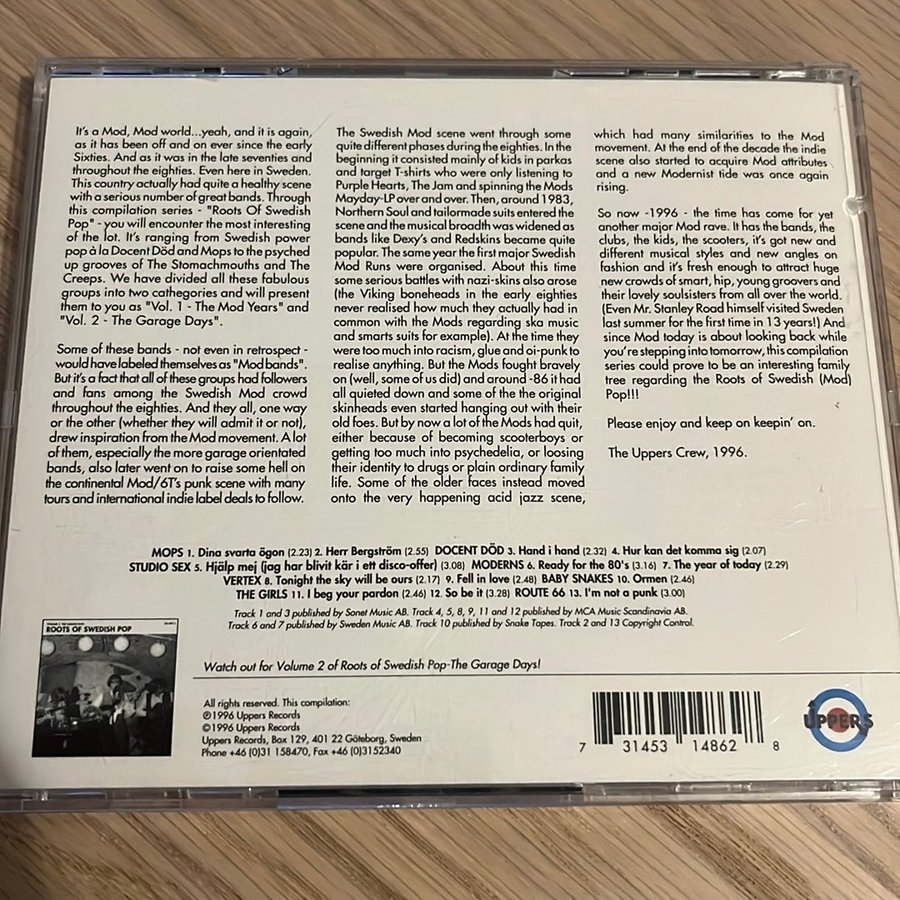 It's a Mod, Mod world...yeah, and it is again,
as it has been off and on ever since the early
Sixties. And as it was in the late seventies and
throughout the eighties. Even here in Sweden.
This country actually had quite a healthy scene
with a serious number of great bands. Through
this compilation series - "Roots Of Swedish
Pop" - you will encounter the most interesting
of the lot. It's ranging from Swedish power
pop à la Docent Död and Mops to the psyched
up grooves of The Stomachmouths and The
Creeps. We have divided all these fabulous
groups into two cathegories and will present
them to you as "Vol. 1 - The Mod Years" and
"Vol. 2 - The Garage Days".
Some of these bands - not even in retrospect -
would have labeled themselves as "Mod bands".
But it's a fact that all of these groups had followers
and fans among the Swedish Mod crowd
throughout the eighties. And they all, one way
or the other (whether they will admit it or not),
drew inspiration from the Mod movement. A lot
of them, especially the more garage orientated
bands, also later went on to raise some hell on
the continental Mod/6T's punk scene with many
tours and international indie label deals to follow.
The Swedish Mod scene went through some
quite different phases during the eighties. In the
beginning it consisted mainly of kids in parkas
and target T-shirts who were only listening to
Purple Hearts, The Jam and spinning the Mods
Mayday-LP over and over. Then, around 1983,
Northern Soul and tailormade suits entered the
scene and the musical broadth was widened as
bands like Dexy's and Redskins became quite
popular. The same year the first major Swedish
Mod Runs were organised. About this time
some serious battles with nazi-skins also arose
(the Viking boneheads in the early eighties
never realised how much they actually had in
common with the Mods regarding ska music
and smarts suits for example). At the time they
were too much into racism, glue and oi-punk to
realise anything. But the Mods fought bravely
on (well, some of us did) and around -86 it had
all quieted down and some of the the original
skinheads even started hanging out with their
old foes. But by now a lot of the Mods had quit,
either because of becoming scooterboys or
getting too much into psychedelia, or loosing
their identity to drugs or plain ordinary family
life. Some of the older faces instead moved
onto the very happening acid jazz scene,
which had many similarities to the Mod
movement. At the end of the decade the indie
scene also started to acquire Mod attributes
and a new Modernist tide was once again
rising.
So now -1996 - the time has come for yet
another major Mod rave. It has the bands, the
clubs, the kids, the scooters, it's got new and
different musical styles and new angles on
fashion and it's fresh enough to attract huge
new crowds of smart, hip, young groovers and
their lovely soulsisters from all over the world.
(Even Mr. Stanley Road himself visited Sweden
last summer for the first time in 13 years!) And
since Mod today is about looking back while
you're stepping into tomorrow, this compilation
series could prove to be an interesting family
tree regarding the Roots of Swedish (Mod)
Pop!!!
Please enjoy and keep on keepin' on.
The Uppers Crew, 1996.
MOPS 1. Dina svarta ögon (2.23) 2. Herr Bergström (2.55) DOCENT DÖD 3. Hand i hand (2.32) 4. Hur kan det komma sig (2.07)
STUDIO SEX 5. Hjälp mej (jag har blivit kär i ett disco-offer) (3.08) MODERNS 6. Ready for the 80's (3.16) 7. The year of today (2.29)
VERTEX 8. Tonight the sky will be ours (2.17) 9. Fell in love (2.48) BABY SNAKES 10. Ormen (2.46)
THE GIRLS 11. I beg your pardon (2.46) 12. So be it (3.28) ROUTE 66 13. I'm not a punk (3.00)
Track 1 and 3 published by Sonet Music AB. Track 4, 5, 8, 9, 11 and 12 published by MCA Music Scandinavia AB.
Track 6 and 7 published by Sweden Music AB. Track 10 published by Snake Tapes. Track 2 and 13 Copyright Control.
ROOTS OF SWEDISH POP
Watch out for Volume 2 of Roots of Swedish Pop-The Garage Days!
All rights reserved. This compilation:
℗1996 Uppers Records
©1996 Uppers Records
Uppers Records, Box 129, 401 22 Göteborg, Sweden
Phone +46 (0)31 158470, Fax +46 (0)3152340
7 31453 14862 8
UPPERS